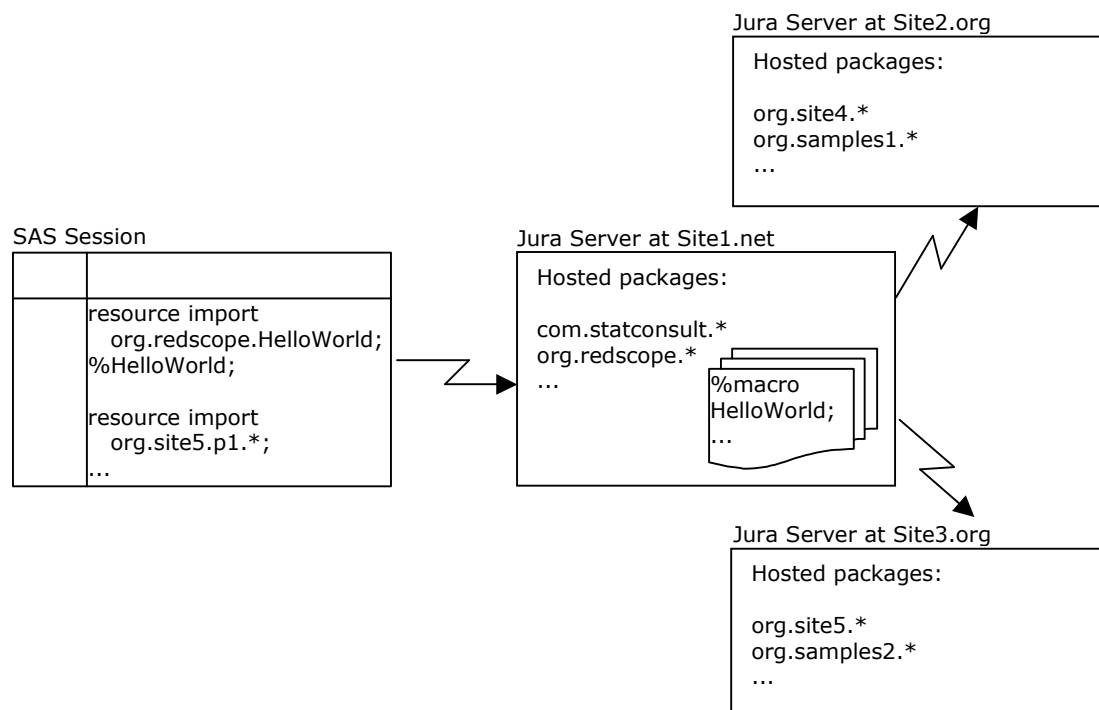 Jura Server at Site2.org
Hosted packages:
org.site4.*
org.samples1.*
...
SAS Session
resource import
org.redscope.HelloWorld;
%HelloWorld;
resource import
org.site5.p1.*;
...
Jura Server at Site1.net
Hosted packages:
com.statconsult.*
org.redscope.*
...
%macro
HelloWorld;
...
Jura Server at Site3.org
Hosted packages:
org.site5.*
org.samples2.*
...